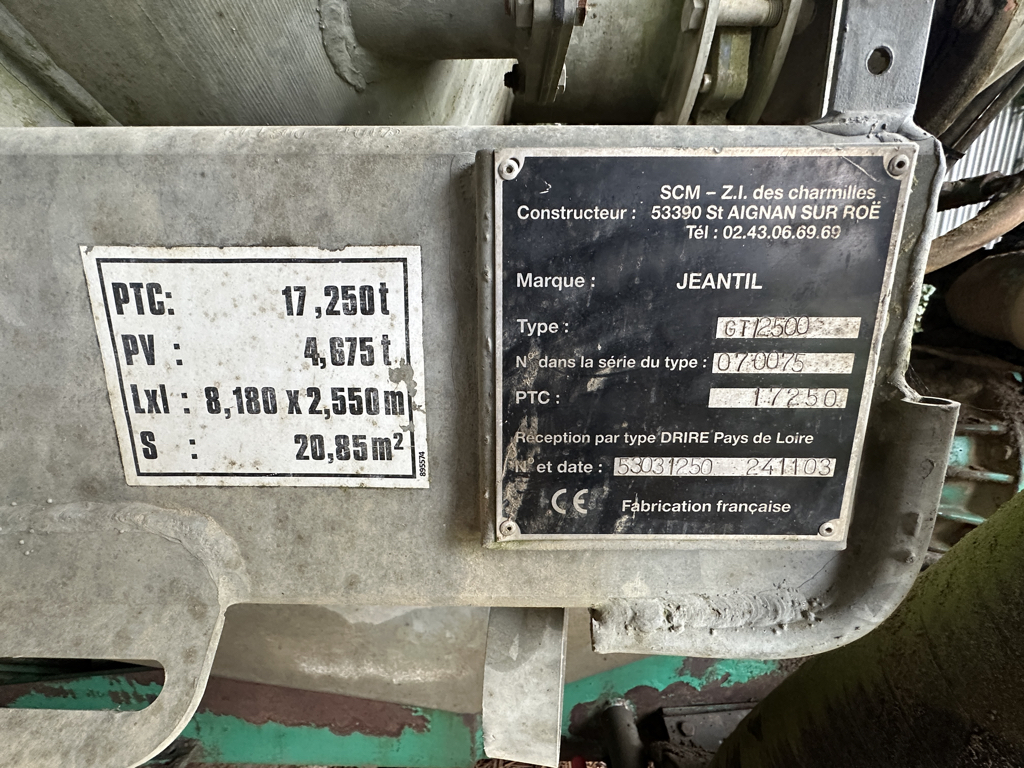 PTC: 17,250t
PV : 4,675t
Lxl : 8,180 x 2,550m
S : 20,85m²
895574
SCM – Z.I. des charmilles
Constructeur : 53390 St AIGNAN SUR ROË
Tél : 02.43.06.69.69
Marque : JEANTIL
Type : GT12500
N° dans la série du type : 070075
PTC : 17250
Réception par type DRIRE Pays de Loire
N° et date : 53031250 241103
CE Fabrication française